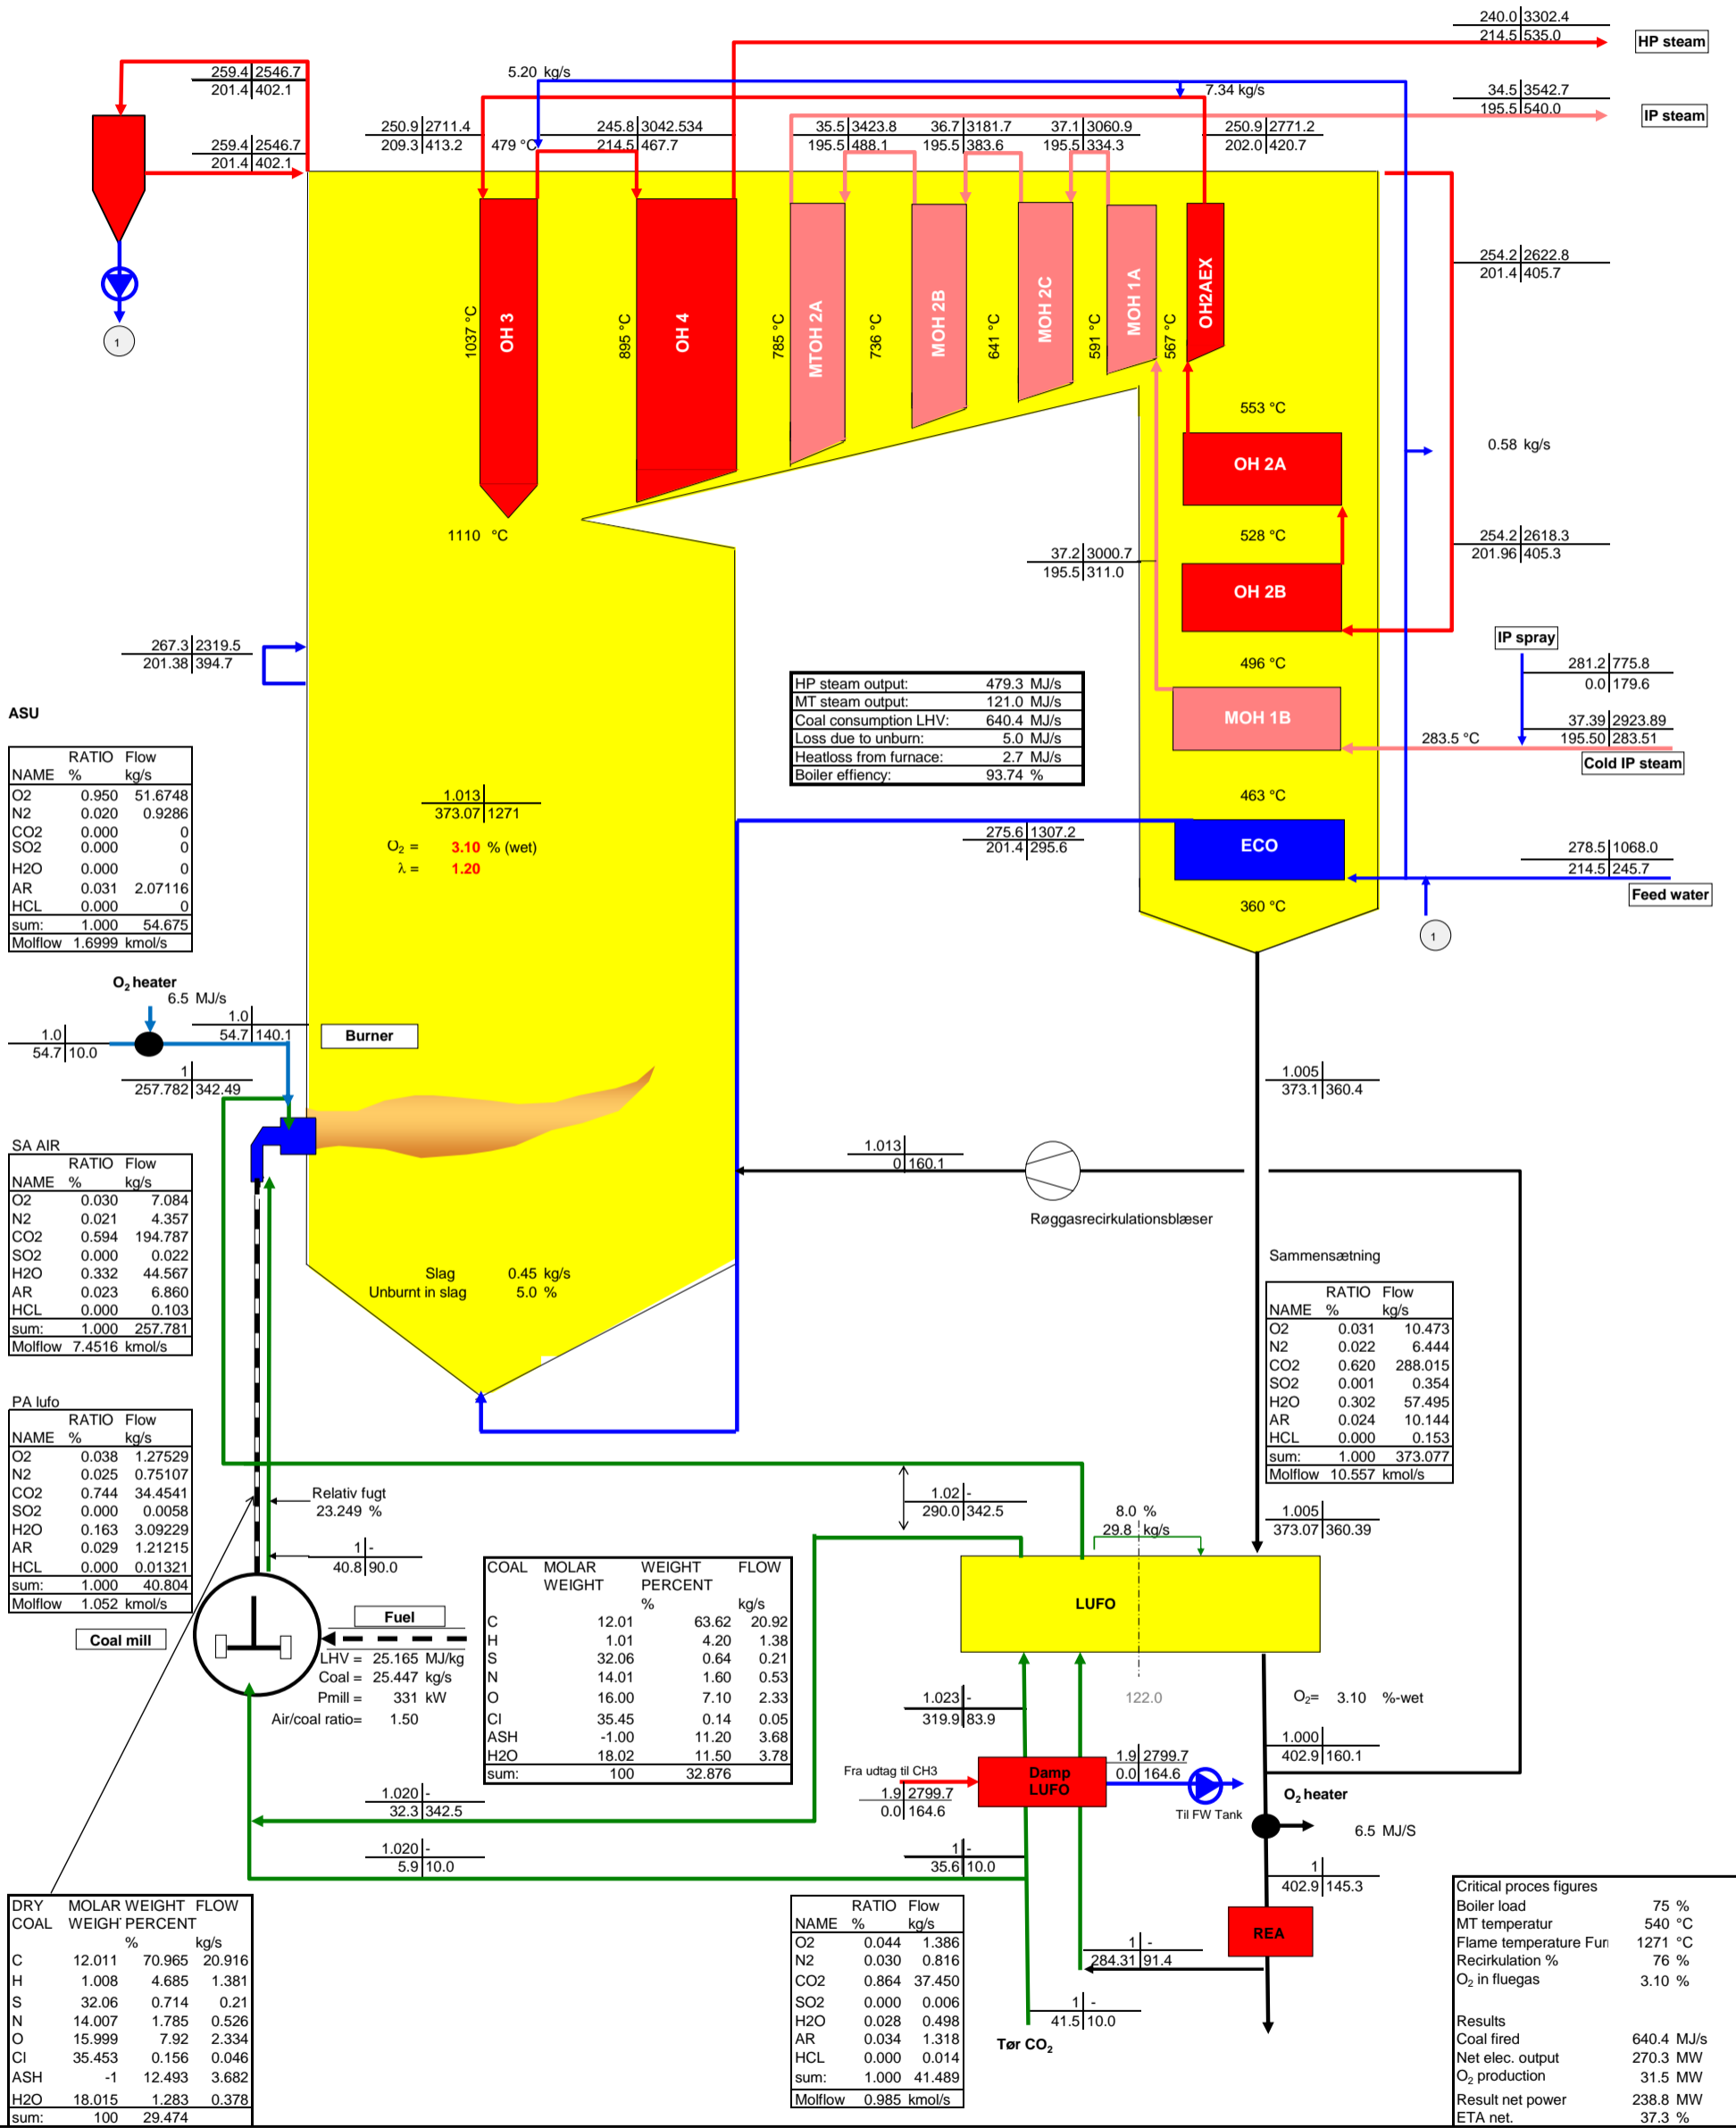 240.0 3302.4
214.5 535.0
HP steam
259.4 2546.7
201.4 402.1
5.20 kg/s
7.34 kg/s
34.5 3542.7
195.5 540.0
IP steam
250.9 2711.4
209.3 413.2
479 °C
245.8 3042.534
214.5 467.7
35.5 3423.8
195.5 488.1
36.7 3181.7
195.5 383.6
37.1 3060.9
195.5 334.3
250.9 2771.2
202.0 420.7
259.4 2546.7
201.4 402.1
254.2 2622.8
201.4 405.7
1037 °C
OH 3
895 °C
OH 4
785 °C
MTOH 2A
736 °C
MOH 2B
641 °C
MOH 2C
591 °C
MOH 1A
567 °C
OH2AEX
1
553 °C
0.58 kg/s
OH 2A
1110 °C
528 °C
254.2 2618.3
201.96 405.3
37.2 3000.7
195.5 311.0
OH 2B
IP spray
267.3 2319.5
201.38 394.7
496 °C
281.2 775.8
0.0 179.6
HP steam output: 479.3 MJ/s
MT steam output: 121.0 MJ/s
Coal consumption LHV: 640.4 MJ/s
Loss due to unburn: 5.0 MJ/s
Heatloss from furnace: 2.7 MJ/s
Boiler effiency: 93.74 %
MOH 1B
283.5 °C
37.39 2923.89
195.50 283.51
Cold IP steam
ASU
RATIO Flow
NAME % kg/s
O2 0.950 51.6748
N2 0.020 0.9286
CO2 0.000 0
SO2 0.000 0
H2O 0.000 0
AR 0.031 2.07116
HCL 0.000 0
sum: 1.000 54.675
Molflow 1.6999 kmol/s
1.013
373.07 1271
O2 = 3.10 % (wet)
λ = 1.20
463 °C
275.6 1307.2
201.4 295.6
ECO
278.5 1068.0
214.5 245.7
Feed water
360 °C
1
O2 heater
6.5 MJ/s
1.0
54.7 10.0
1.0
54.7 140.1
Burner
1
257.782 342.49
1.005
373.1 360.4
1.013
0 160.1
Røggasrecirkulationsblæser
SA AIR
RATIO Flow
NAME % kg/s
O2 0.030 7.084
N2 0.021 4.357
CO2 0.594 194.787
SO2 0.000 0.022
H2O 0.332 44.567
AR 0.023 6.860
HCL 0.000 0.103
sum: 1.000 257.781
Molflow 7.4516 kmol/s
Slag 0.45 kg/s
Unburnt in slag 5.0 %
Sammensætning
RATIO Flow
NAME % kg/s
O2 0.031 10.473
N2 0.022 6.444
CO2 0.620 288.015
SO2 0.001 0.354
H2O 0.302 57.495
AR 0.024 10.144
HCL 0.000 0.153
sum: 1.000 373.077
Molflow 10.557 kmol/s
PA lufo
RATIO Flow
NAME % kg/s
O2 0.038 1.27529
N2 0.025 0.75107
CO2 0.744 34.4541
SO2 0.000 0.0058
H2O 0.163 3.09229
AR 0.029 1.21215
HCL 0.000 0.01321
sum: 1.000 40.804
Molflow 1.052 kmol/s
Relativ fugt
23.249 %
1 -
40.8 90.0
1.02 -
290.0 342.5
8.0 %
29.8 kg/s
1.005
373.07 360.39
LUFO
Coal mill
Fuel
LHV = 25.165 MJ/kg
Coal = 25.447 kg/s
Pmill = 331 kW
Air/coal ratio= 1.50
COAL MOLAR WEIGHT FLOW
WEIGHT PERCENT
% kg/s
C 12.01 63.62 20.92
H 1.01 4.20 1.38
S 32.06 0.64 0.21
N 14.01 1.60 0.53
O 16.00 7.10 2.33
Cl 35.45 0.14 0.05
ASH -1.00 11.20 3.68
H2O 18.02 11.50 3.78
sum: 100 32.876
1.023 -
319.9 83.9
122.0
O2= 3.10 %-wet
1.000
402.9 160.1
Fra udtag til CH3
1.9 2799.7
0.0 164.6
Damp
LUFO
1.9 2799.7
0.0 164.6
Til FW Tank
O2 heater
6.5 MJ/S
1.020 -
32.3 342.5
1.020 -
5.9 10.0
1 -
35.6 10.0
1
402.9 145.3
REA
1 -
284.31 91.4
1 -
41.5 10.0
Tør CO2
DRY MOLAR WEIGHT FLOW
COAL WEIGH PERCENT
% kg/s
C 12.011 70.965 20.916
H 1.008 4.685 1.381
S 32.06 0.714 0.21
N 14.007 1.785 0.526
O 15.999 7.92 2.334
Cl 35.453 0.156 0.046
ASH -1 12.493 3.682
H2O 18.015 1.283 0.378
sum: 100 29.474
RATIO Flow
NAME % kg/s
O2 0.044 1.386
N2 0.030 0.816
CO2 0.864 37.450
SO2 0.000 0.006
H2O 0.028 0.498
AR 0.034 1.318
HCL 0.000 0.014
sum: 1.000 41.489
Molflow 0.985 kmol/s
Critical proces figures
Boiler load 75 %
MT temperatur 540 °C
Flame temperature Furn 1271 °C
Recirkulation % 76 %
O2 in fluegas 3.10 %
Results
Coal fired 640.4 MJ/s
Net elec. output 270.3 MW
O2 production 31.5 MW
Result net power 238.8 MW
ETA net. 37.3 %